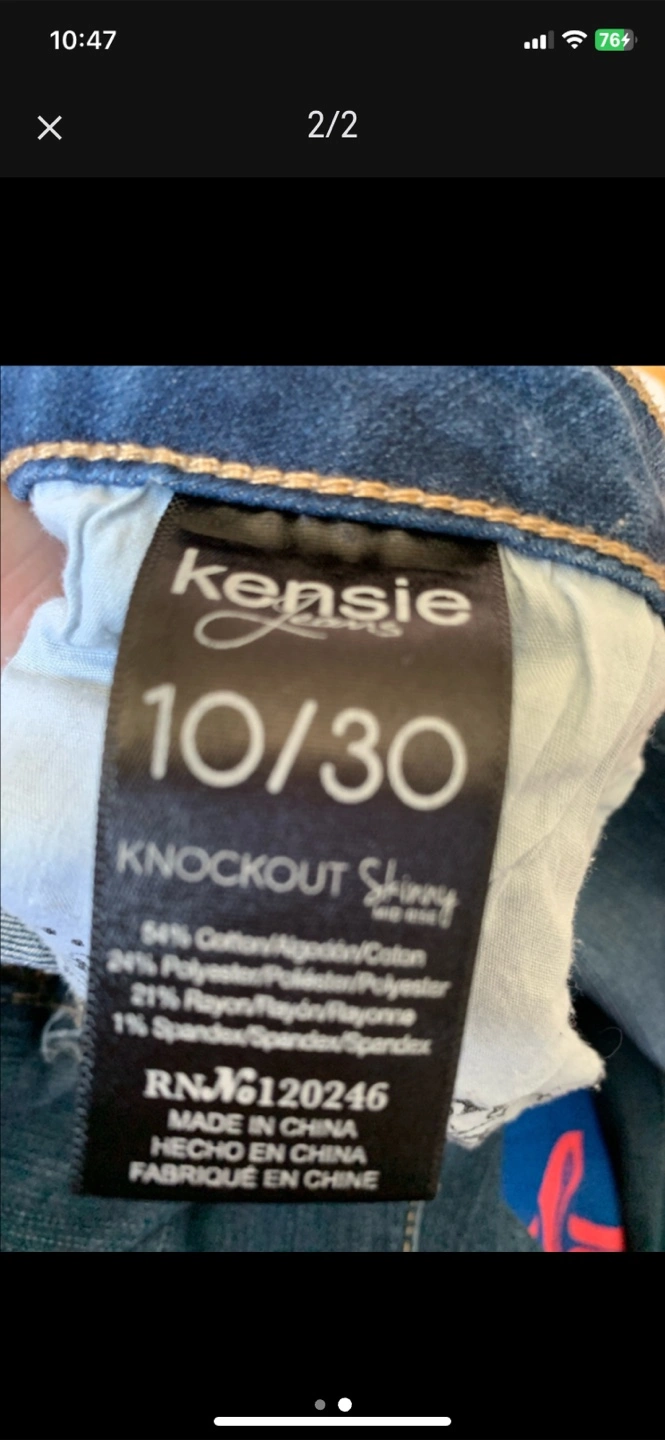 10:47
76
2/2
kensie
Jeans
10/30
KNOCKOUT Skinny
54% Cotton/Algodón/Coton
24% Polyester/Poliéster/Polyester
21% Rayon/Rayón/Rayonne
1% Spandex/Spandex/Spandex
RN No 120246
MADE IN CHINA
HECHO EN CHINA
FABRIQUÉ EN CHINE